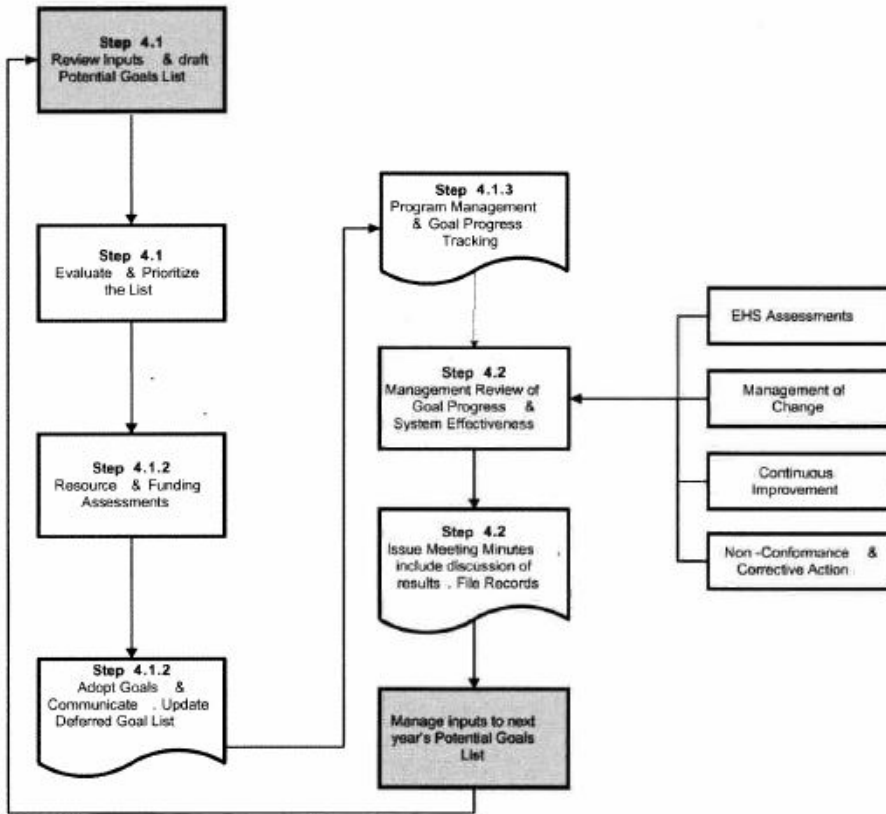 Step 4.1
Review Inputs & draft
Potential Goals List
Step 4.1
Evaluate & Prioritize
the List
Step 4.1.2
Resource & Funding
Assessments
Step 4.1.2
Adopt Goals &
Communicate . Update
Deferred Goal List
Step 4.1.3
Program Management
& Goal Progress
Tracking
Step 4.2
Management Review of
Goal Progress &
System Effectiveness
Step 4.2
Issue Meeting Minutes
include discussion of
results . File Records
Manage inputs to next
year's Potential Goals
List
EHS Assessments
Management of
Change
Continuous
Improvement
Non -Conformance &
Corrective Action